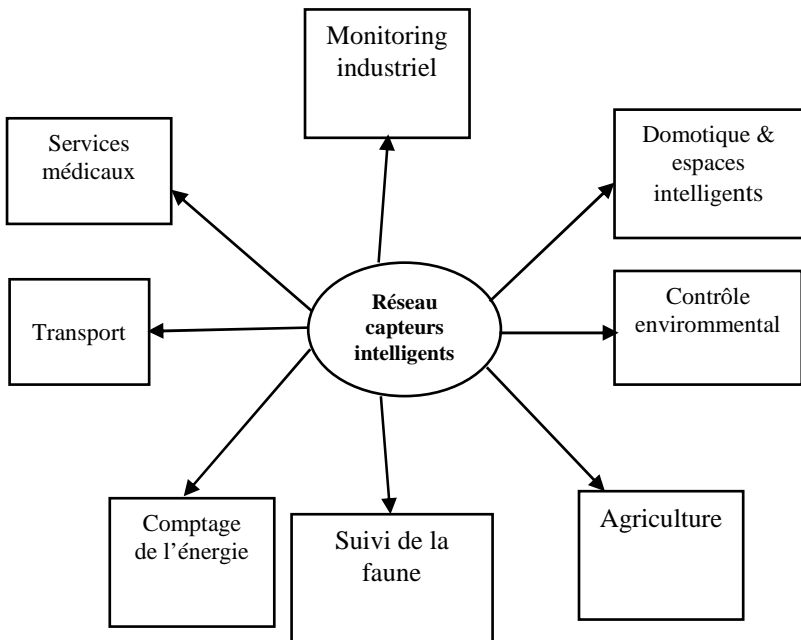 Monitoring
industriel
Services
médicaux
Domotique &
espaces
intelligents
Réseau
capteurs
intelligents
Transport
Contrôle
envirommental
Comptage
de l'énergie
Suivi de la
faune
Agriculture